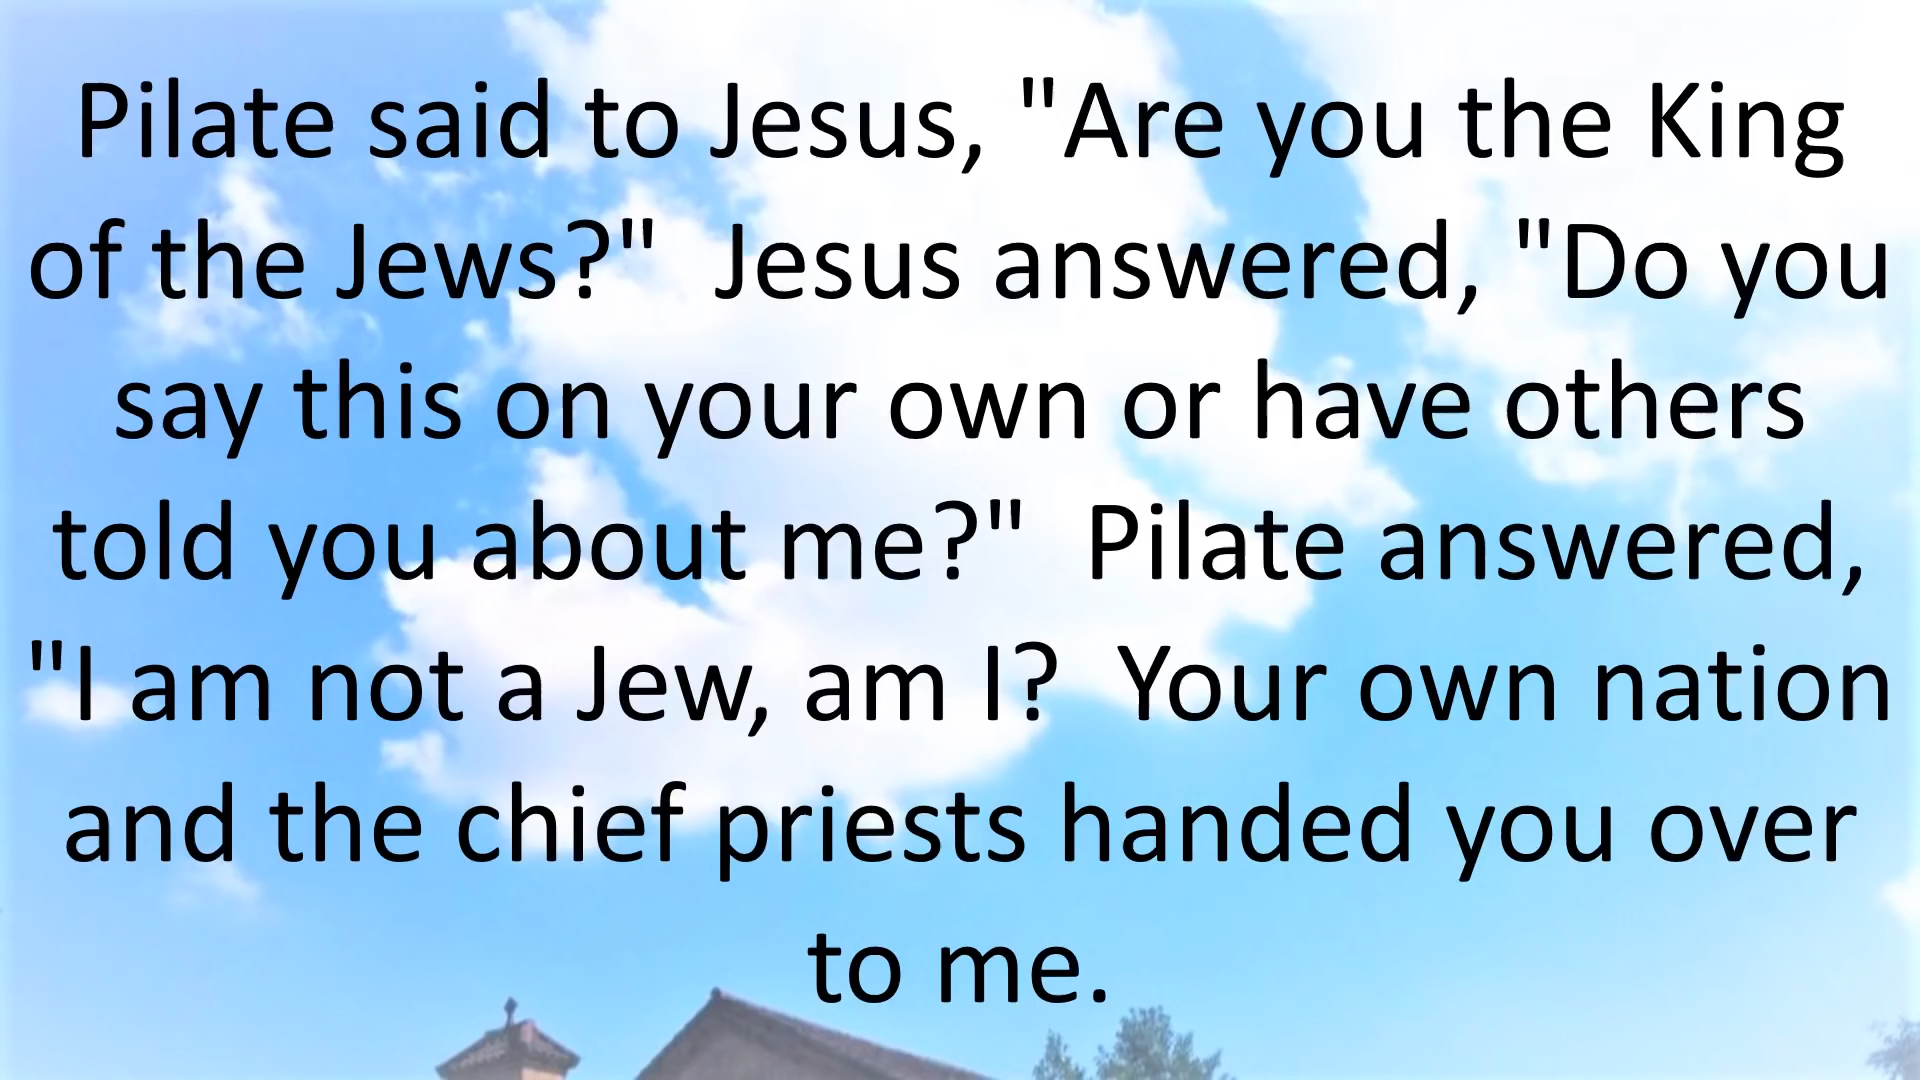 Pilate said to Jesus, "Are you the King
of the Jews?"  Jesus answered, "Do you
say this on your own or have others
told you about me?"  Pilate answered,
"I am not a Jew, am I?  Your own nation
and the chief priests handed you over
to me.